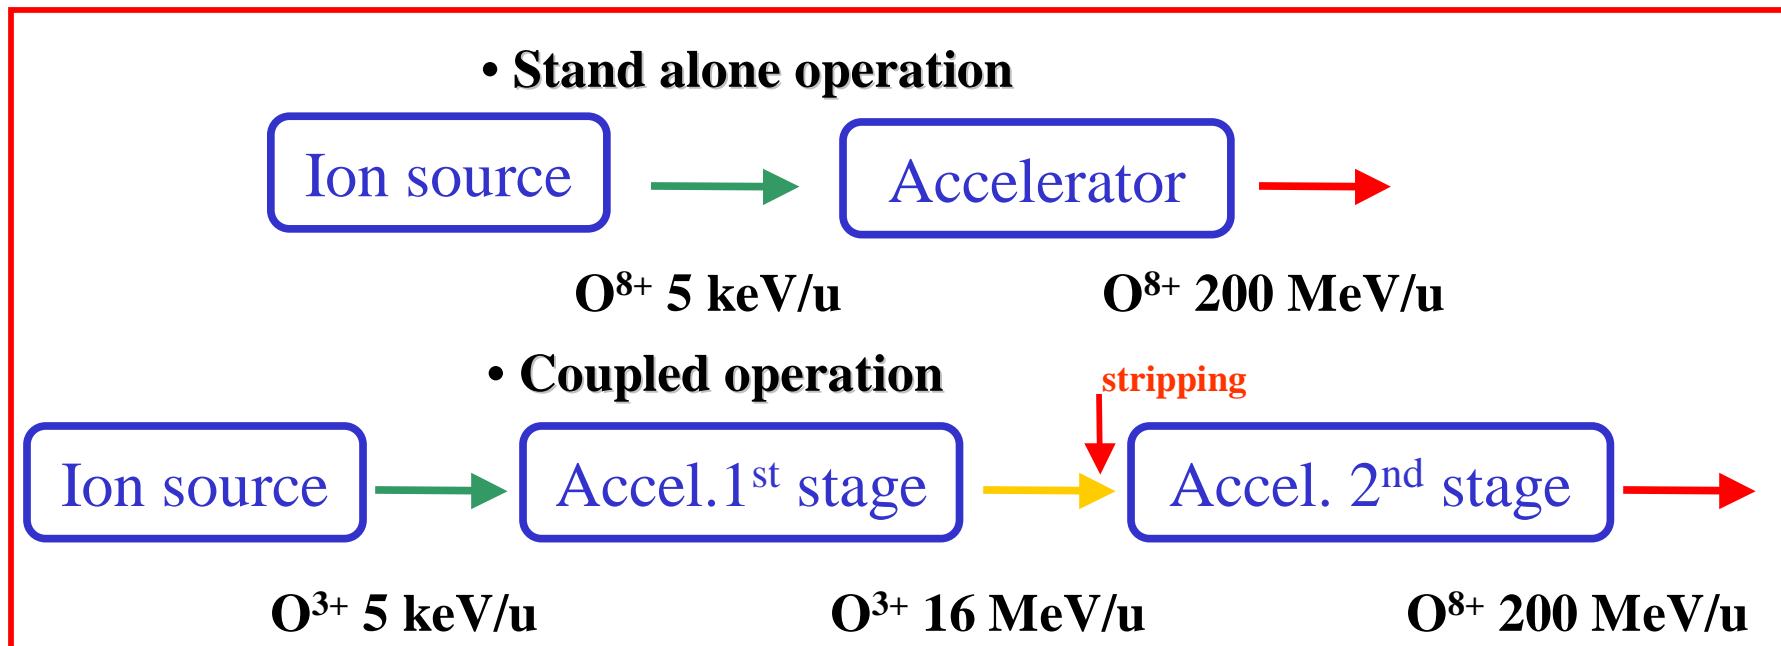 • Stand alone operation
Ion source
Accelerator
O⁸⁺ 5 keV/u
O⁸⁺ 200 MeV/u
• Coupled operation
stripping
Ion source
Accel.1ˢᵗ stage
Accel. 2ⁿᵈ stage
O³⁺ 5 keV/u
O³⁺ 16 MeV/u
O⁸⁺ 200 MeV/u